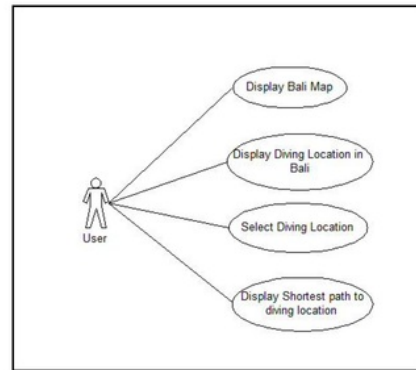 Display Bali Map
Display Diving Location in
Bali
Select Diving Location
Display Shortest path to
diving location
User